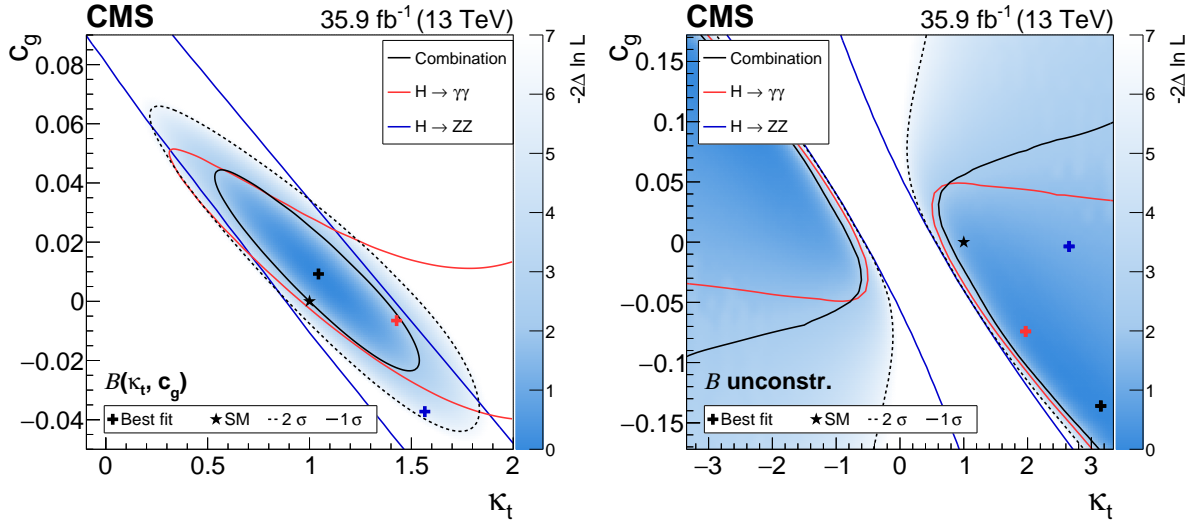 CMS
35.9 fb⁻¹ (13 TeV)
c_g
0.08
0.06
0.04
0.02
0
−0.02
−0.04
Combination
H → γγ
H → ZZ
B(κ_t, c_g)
Best fit
SM
2 σ
1 σ
0
0.5
1
1.5
2
κ_t
7
6
5
4
3
2
1
0
-2Δ ln L
CMS
35.9 fb⁻¹ (13 TeV)
c_g
0.15
0.1
0.05
0
−0.05
−0.1
−0.15
Combination
H → γγ
H → ZZ
B unconstr.
Best fit
SM
2 σ
1 σ
−3
−2
−1
0
1
2
3
κ_t
7
6
5
4
3
2
1
0
-2Δ ln L